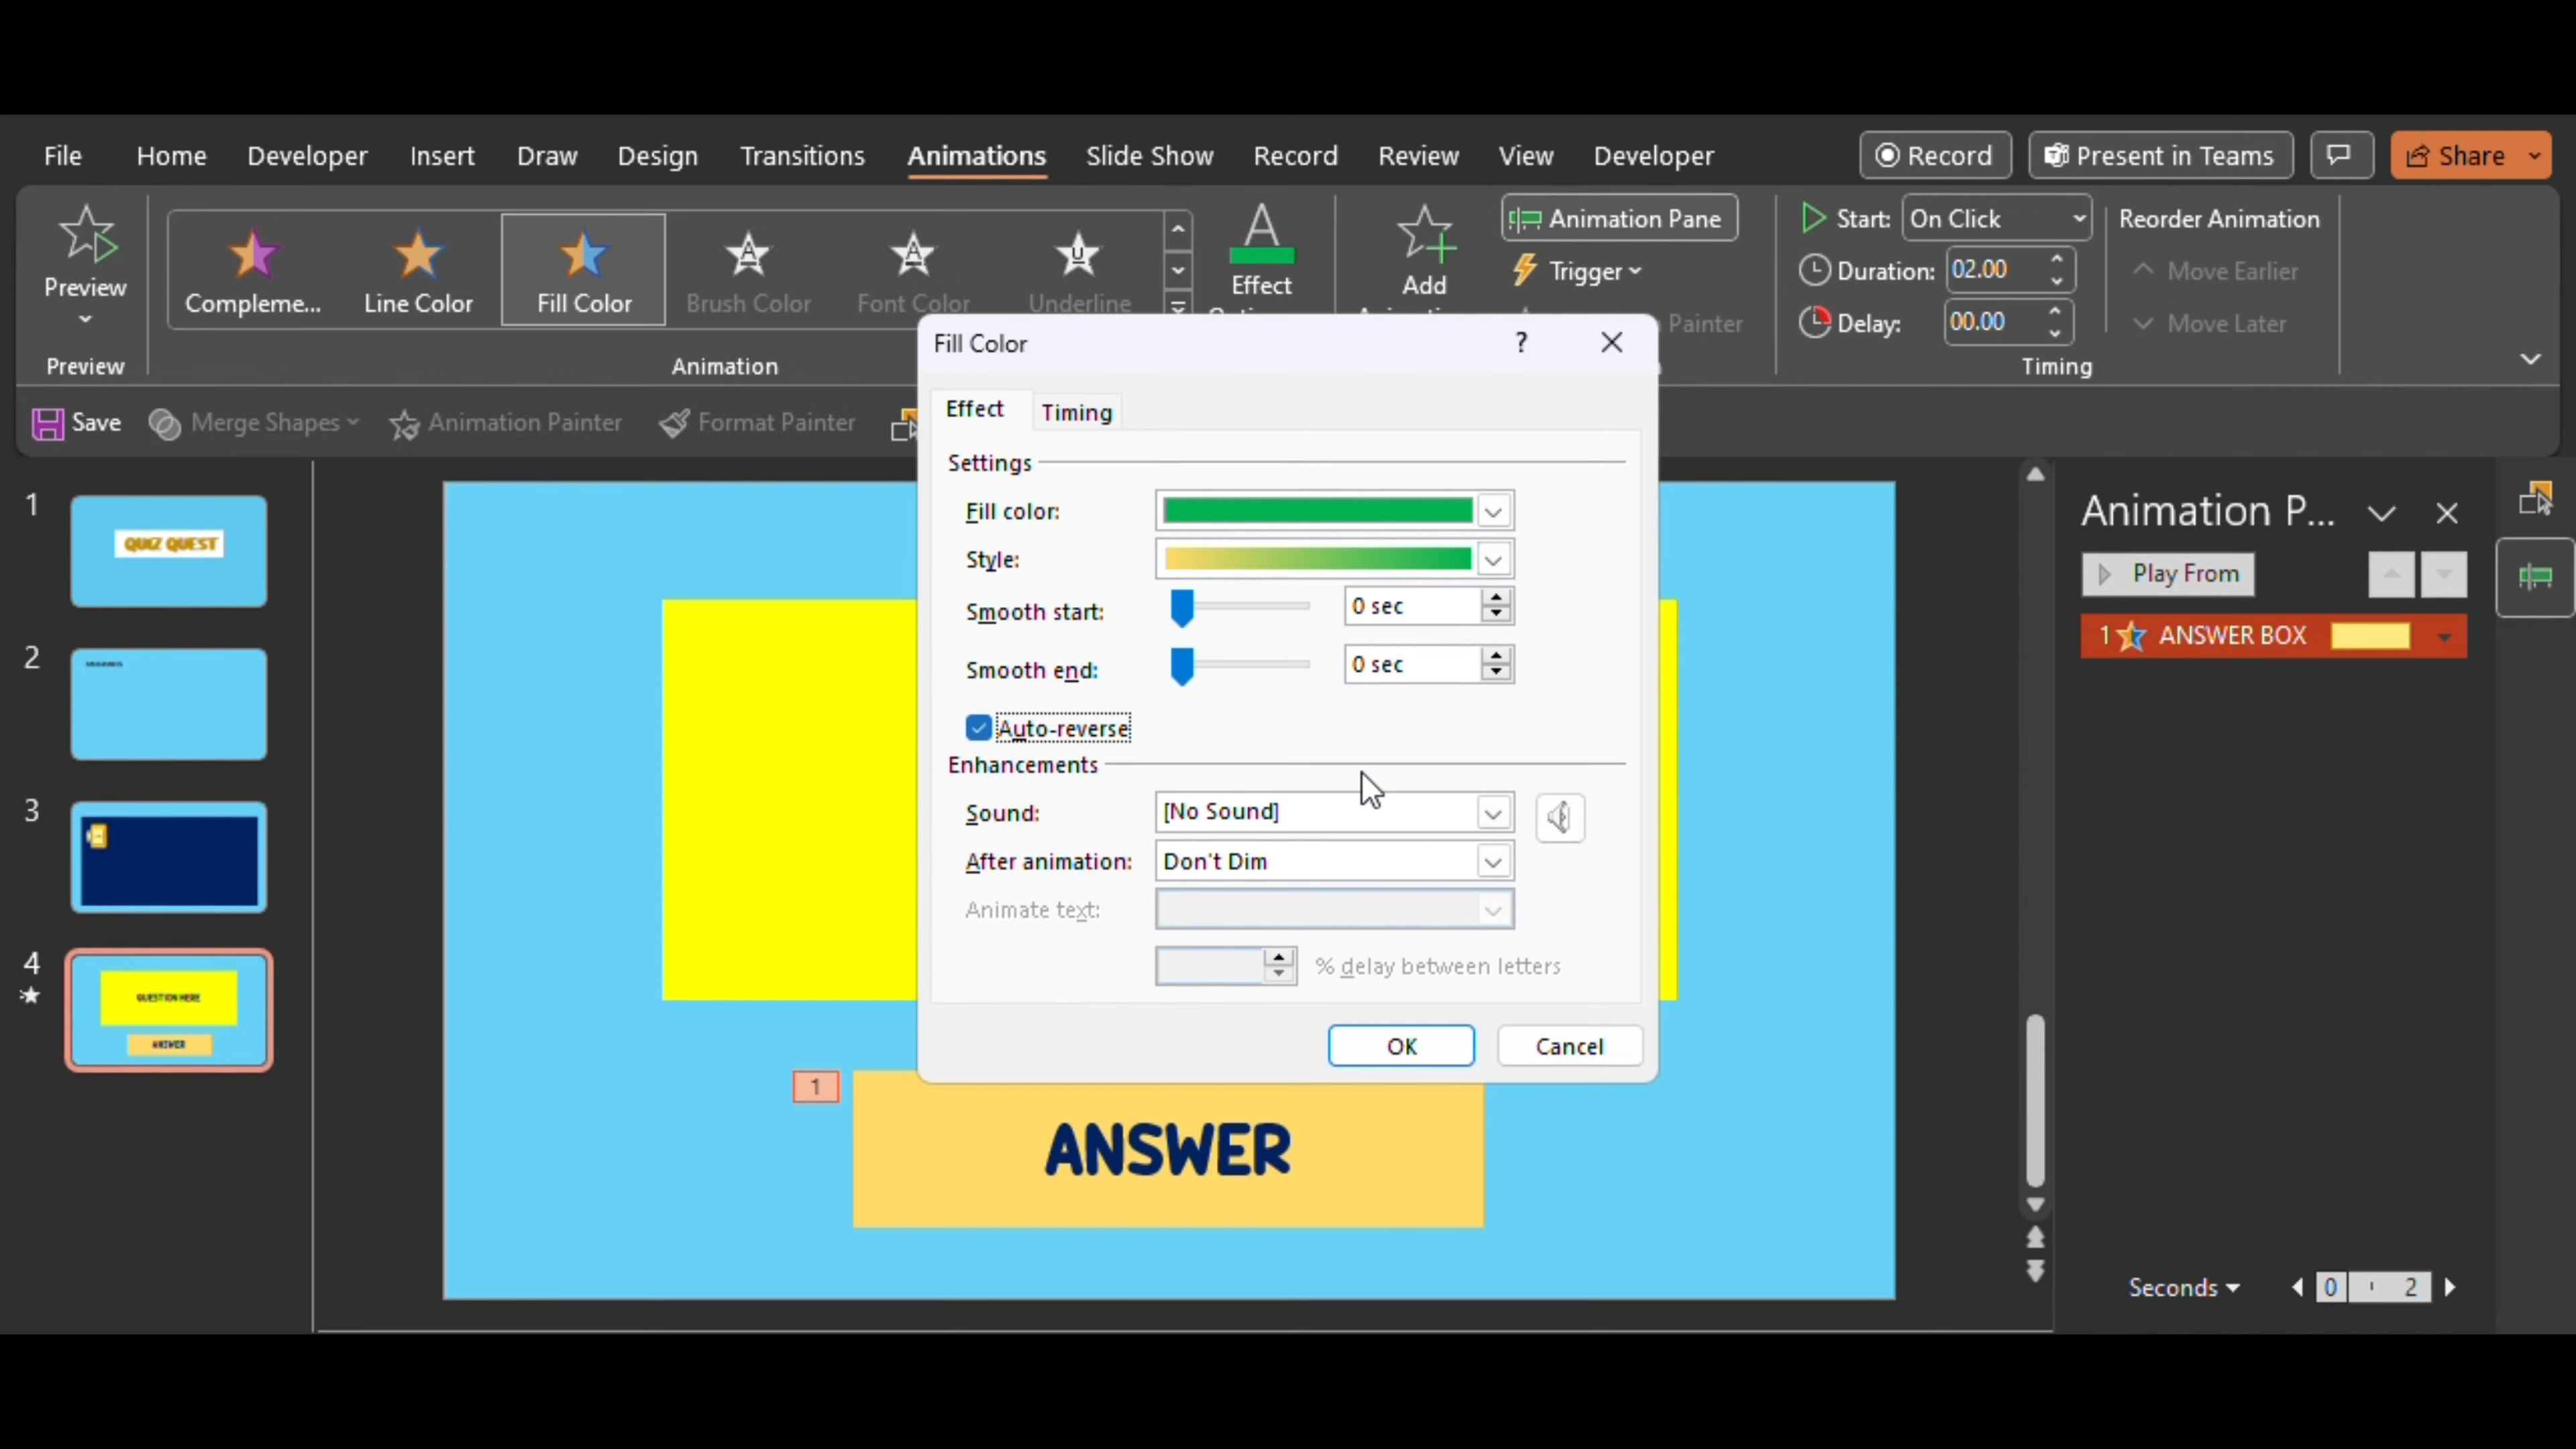 File Home Developer Insert Draw Design Transitions Animations Slide Show Record Review View Developer Record Present in Teams Share
Preview
Compleme... Line Color Fill Color Brush Color Font Color Underline
Effect
Add
Animation Pane
Trigger
Painter
Start: On Click
Duration: 02.00
Delay: 00.00
Reorder Animation
Move Earlier
Move Later
Preview
Animation
Timing
Save Merge Shapes Animation Painter Format Painter
Fill Color ?
Effect Timing
Settings
Fill color:
Style:
Smooth start: 0 sec
Smooth end: 0 sec
Auto-reverse
Enhancements
Sound: [No Sound]
After animation: Don't Dim
Animate text:
% delay between letters
OK Cancel
1
QUIZ QUEST
2
3
4
QUESTION HERE
ANSWER
1
ANSWER
Animation P...
Play From
1 ANSWER BOX
Seconds 0 2